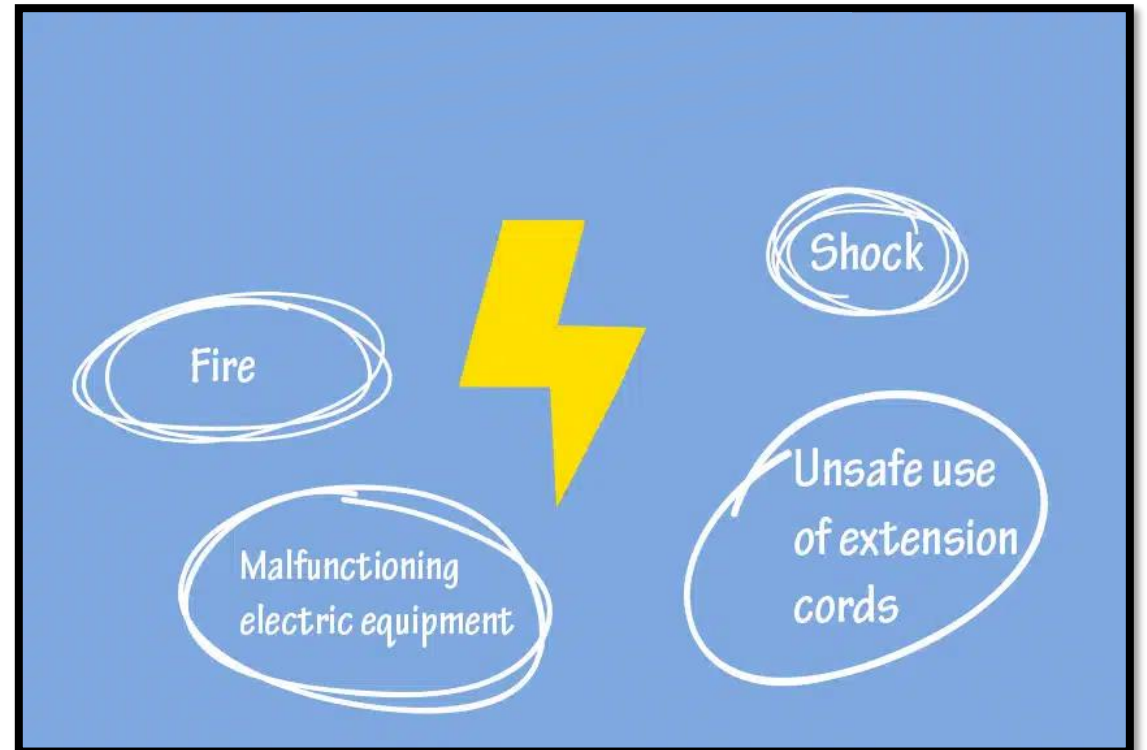 Shock
Fire
Unsafe use
of extension
cords
Malfunctioning
electric equipment